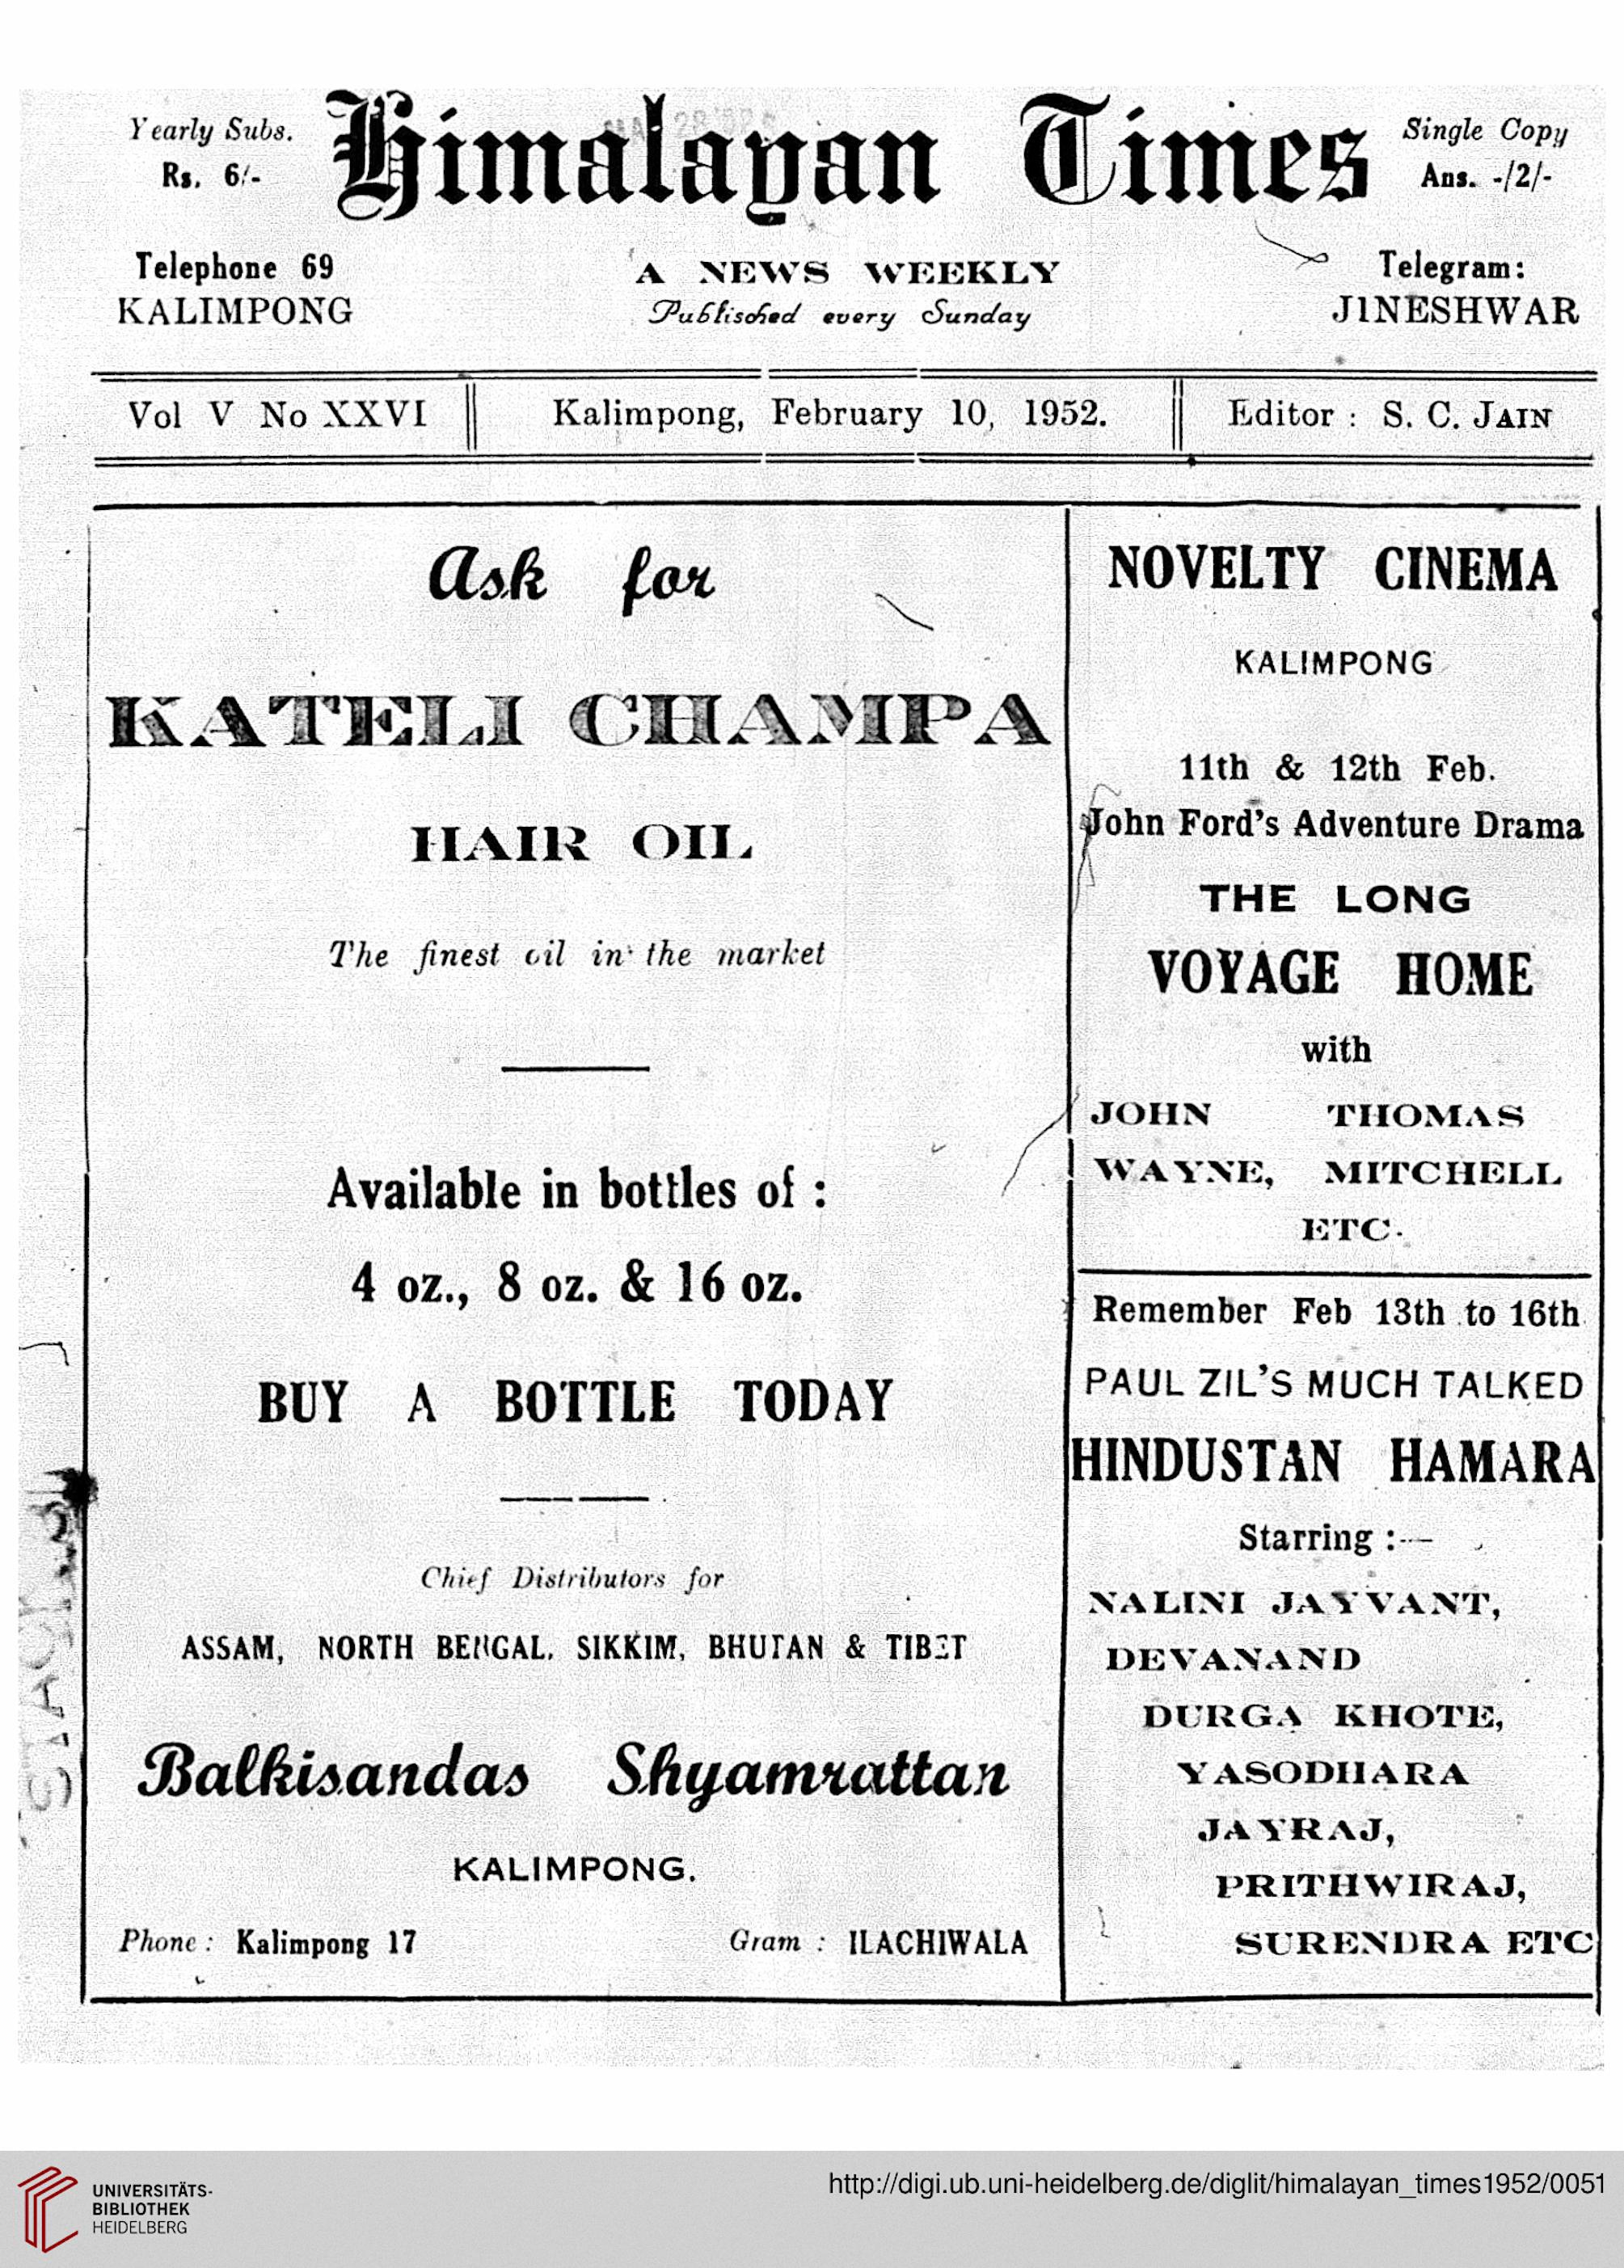 Yearly Subs.
Rs. 6/-
Himalayan Times
Single Copy
Ans. -/2/-
Telephone 69
KALIMPONG
A NEWS WEEKLY
Published every Sunday
Telegram:
J1NESHWAR
Vol V No XXVI
Kalimpong, February 10, 1952.
Editor : S. C. JAIN
Ask for
KATELI CHAMPA
HAIR OIL
The finest oil in the market
Available in bottles of :
4 oz., 8 oz. & 16 oz.
BUY A BOTTLE TODAY
Chief Distributors for
ASSAM, NORTH BENGAL, SIKKIM, BHUTAN & TIBET
Balkisandas Shyamrattan
KALIMPONG.
Phone : Kalimpong 17
Gram : ILACHIWALA
NOVELTY CINEMA
KALIMPONG
11th & 12th Feb.
John Ford's Adventure Drama
THE LONG
VOYAGE HOME
with
JOHN THOMAS
WAYNE, MITCHELL
ETC.
Remember Feb 13th to 16th
PAUL ZIL'S MUCH TALKED
HINDUSTAN HAMARA
Starring :—
NALINI JAYVANT,
DEVANAND
DURGA KHOTE,
YASODHARA
JAYRAJ,
PRITHWIRAJ,
SURENDRA ETC
UNIVERSITÄTS-
BIBLIOTHEK
HEIDELBERG
http://digi.ub.uni-heidelberg.de/diglit/himalayan_times1952/0051